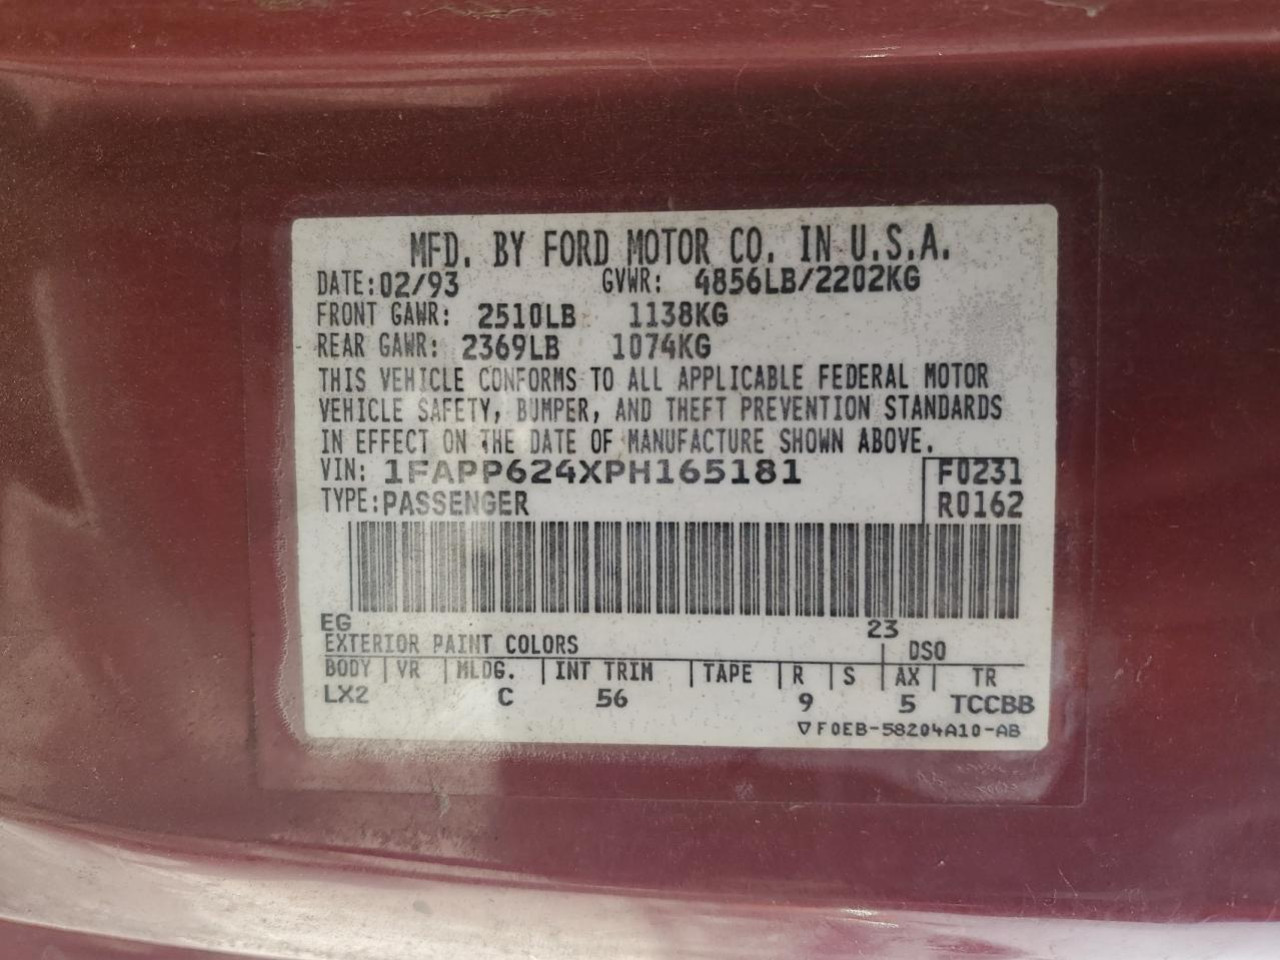 MFD. BY FORD MOTOR CO. IN U.S.A.
DATE: 02/93 GVWR: 4856LB/2202KG
FRONT GAWR: 2510LB 1138KG
REAR GAWR: 2369LB 1074KG
THIS VEHICLE CONFORMS TO ALL APPLICABLE FEDERAL MOTOR
VEHICLE SAFETY, BUMPER, AND THEFT PREVENTION STANDARDS
IN EFFECT ON THE DATE OF MANUFACTURE SHOWN ABOVE.
VIN: 1FAPP624XPH165181 F0231
TYPE: PASSENGER R0162
EG 23
EXTERIOR PAINT COLORS DSO
BODY VR MLDG. INT TRIM TAPE R S AX TR
LX2 C 56 9 5 TCCBB
▽F0EB-58204A10-AB